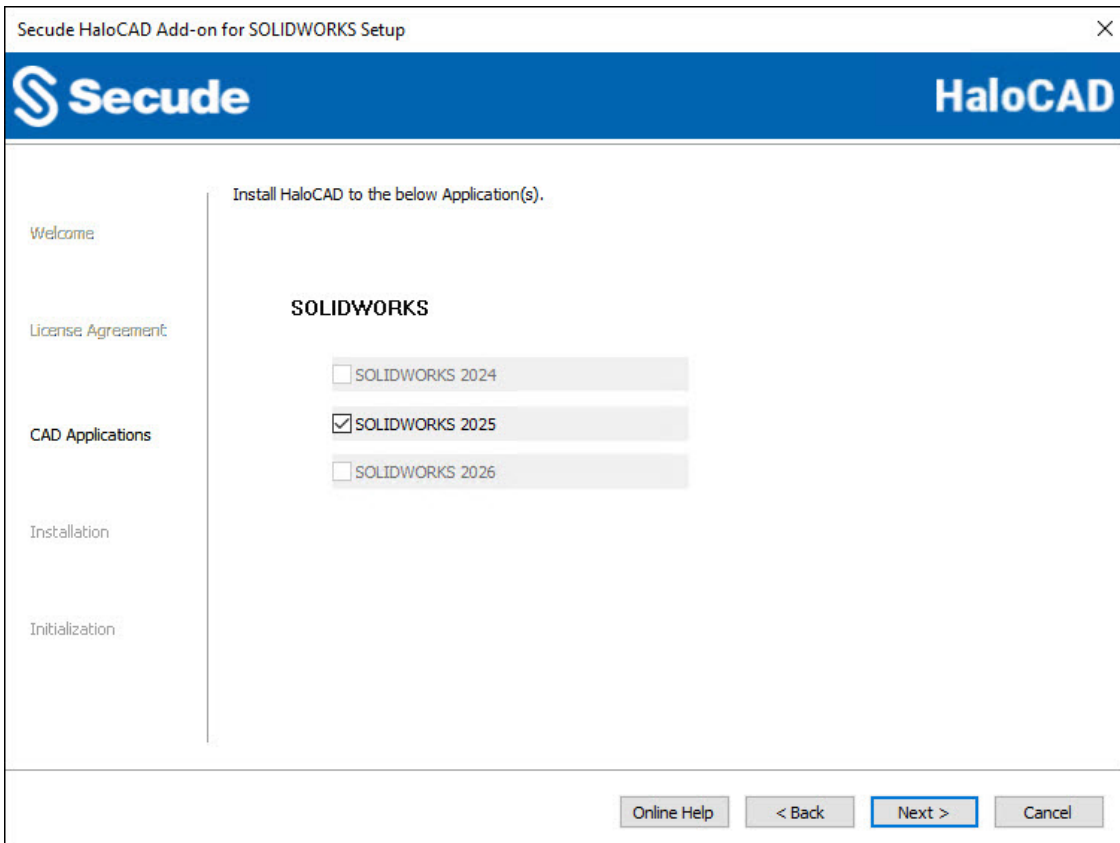 Secude HaloCAD Add-on for SOLIDWORKS Setup
Secude
HaloCAD
Install HaloCAD to the below Application(s).
Welcome
License Agreement
CAD Applications
Installation
Initialization
SOLIDWORKS
SOLIDWORKS 2024
SOLIDWORKS 2025
SOLIDWORKS 2026
Online Help
< Back
Next >
Cancel